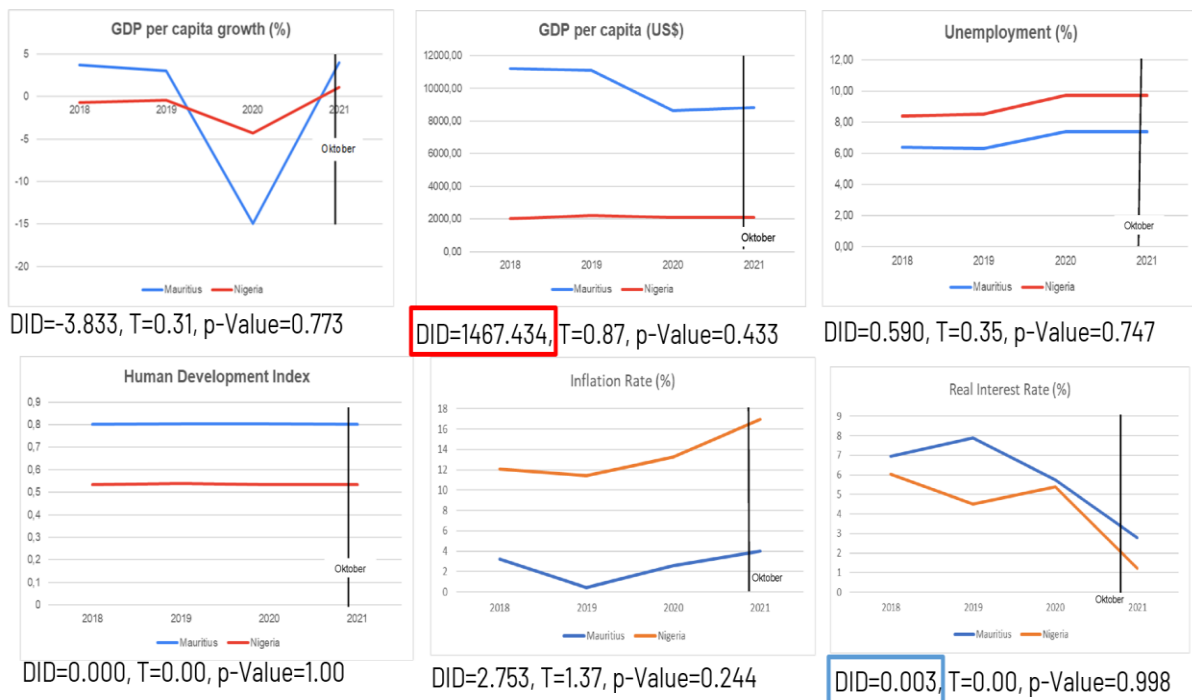 GDP per capita growth (%)
5
0
-5
-10
-15
-20
2018
2019
2020
2021
Oktober
Mauritius
Nigeria
DID=-3.833, T=0.31, p-Value=0.773
GDP per capita (US$)
12000,00
10000,00
8000,00
6000,00
4000,00
2000,00
0,00
Oktober
2018
2019
2020
2021
Mauritius
Nigeria
DID=1467.434, T=0.87, p-Value=0.433
Unemployment (%)
12,00
10,00
8,00
6,00
4,00
2,00
0,00
Oktober
2018
2019
2020
2021
Mauritius
Nigeria
DID=0.590, T=0.35, p-Value=0.747
Human Development Index
0,9
0,8
0,7
0,6
0,5
0,4
0,3
0,2
0,1
0
Oktober
2018
2019
2020
2021
Mauritius
Nigeria
DID=0.000, T=0.00, p-Value=1.00
Inflation Rate (%)
18
16
14
12
10
8
6
4
2
0
Oktober
2018
2019
2020
2021
Mauritius
Nigeria
DID=2.753, T=1.37, p-Value=0.244
Real Interest Rate (%)
9
8
7
6
5
4
3
2
1
0
Oktober
2018
2019
2020
2021
Mauritius
Nigeria
DID=0.003, T=0.00, p-Value=0.998